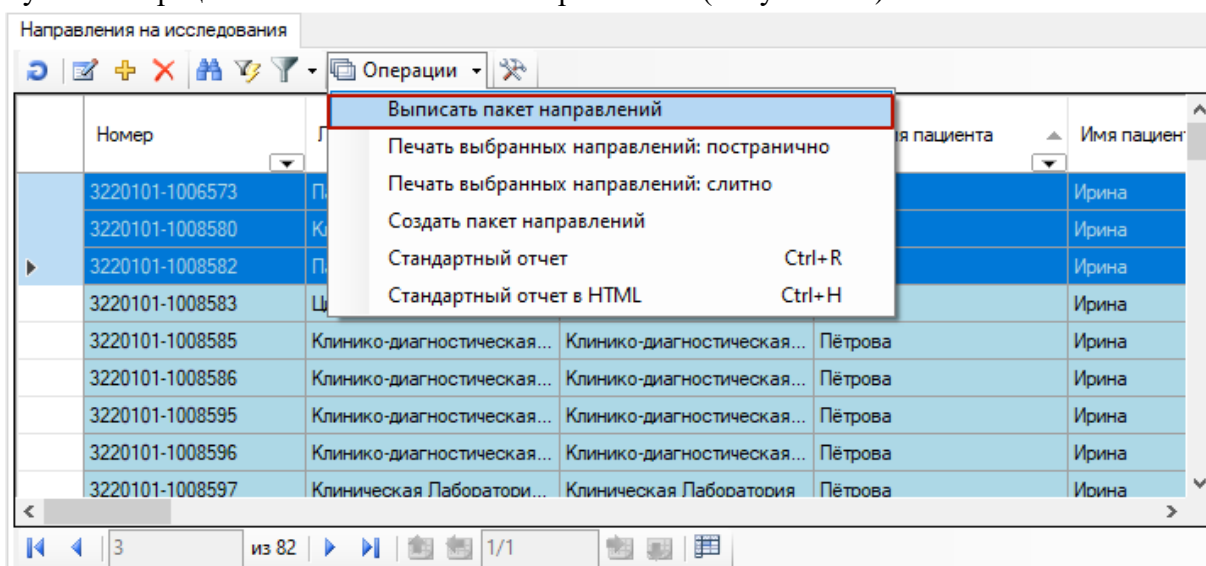 Направления на исследования
Операции
Выписать пакет направлений
Печать выбранных направлений: постранично
Печать выбранных направлений: слитно
Создать пакет направлений
Стандартный отчет Ctrl+R
Стандартный отчет в HTML Ctrl+H
Номер пациента Имя пациен
3220101-1006573 Ирина
3220101-1008580 Ирина
3220101-1008582 Ирина
3220101-1008583 Ирина
3220101-1008585 Клинико-диагностическая... Клинико-диагностическая... Пётрова Ирина
3220101-1008586 Клинико-диагностическая... Клинико-диагностическая... Пётрова Ирина
3220101-1008595 Клинико-диагностическая... Клинико-диагностическая... Пётрова Ирина
3220101-1008596 Клинико-диагностическая... Клинико-диагностическая... Пётрова Ирина
3220101-1008597 Клиническая Лаборатори... Клиническая Лаборатория Пётрова Ирина
3 из 82 1/1